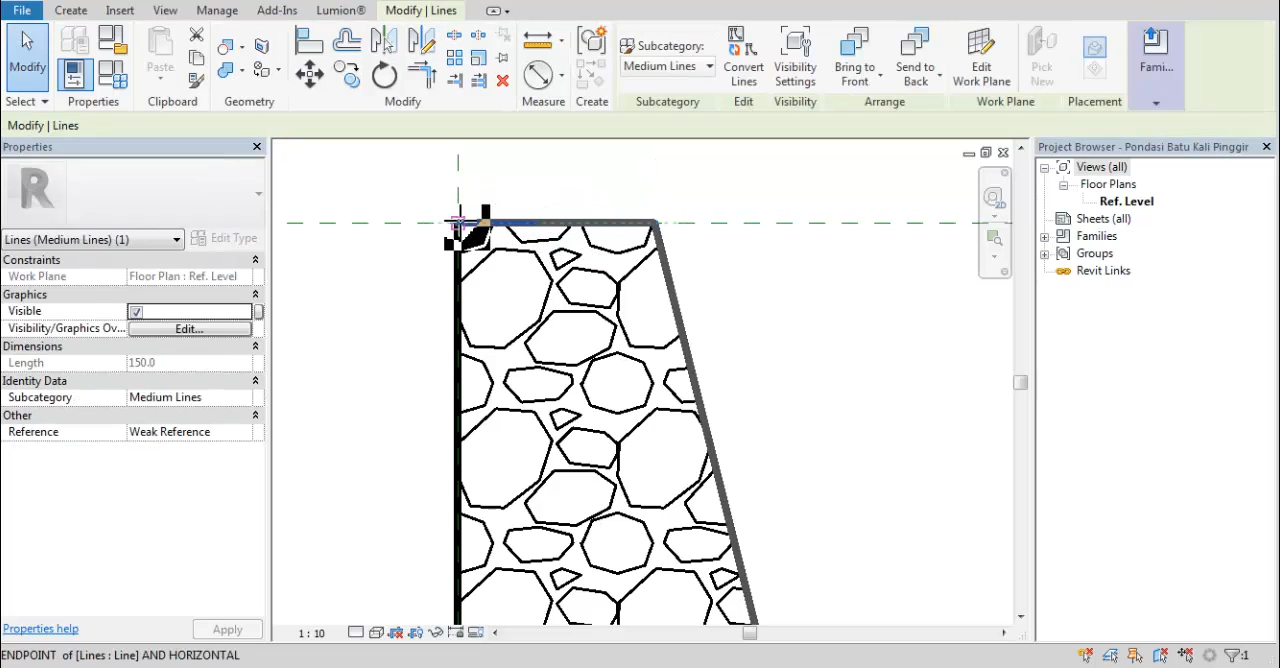 File Create Insert View Manage Add-Ins Lumion® Modify | Lines
Modify
Paste
Subcategory:
Medium Lines
Convert Lines
Visibility Settings
Bring to Front
Send to Back
Edit Work Plane
Pick New
Fami...
Select Properties Clipboard Geometry Modify Measure Create Subcategory Edit Visibility Arrange Work Plane Placement
Modify | Lines
Properties
R
Lines (Medium Lines) (1) Edit Type
Constraints
Work Plane Floor Plan : Ref. Level
Graphics
Visible
Visibility/Graphics Ov... Edit...
Dimensions
Length 150.0
Identity Data
Subcategory Medium Lines
Other
Reference Weak Reference
Properties help Apply
2D
1 : 10
Project Browser - Pondasi Batu Kali Pinggir
Views (all)
Floor Plans
Ref. Level
Sheets (all)
Families
Groups
Revit Links
ENDPOINT of [Lines : Line] AND HORIZONTAL
:1